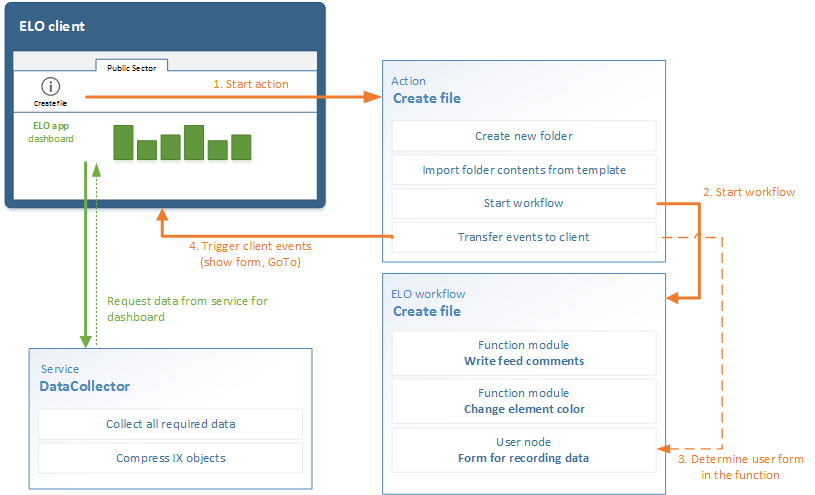 ELO client
Public Sector
Create file
ELO app
dashboard
1. Start action
Action
Create file
Create new folder
Import folder contents from template
Start workflow
Transfer events to client
2. Start workflow
4. Trigger client events
(show form, GoTo)
ELO workflow
Create file
Function module
Write feed comments
Function module
Change element color
User node
Form for recording data
3. Determine user form
in the function
Request data from service for
dashboard
Service
DataCollector
Collect all required data
Compress IX objects